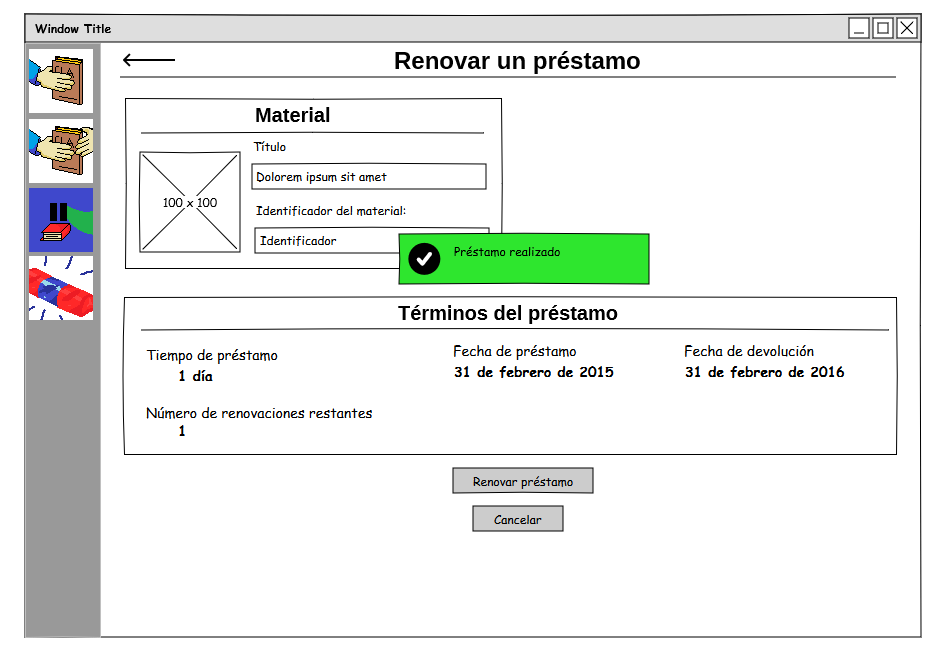 Window Title
Renovar un préstamo
Material
Título
Dolorem ipsum sit amet
100 x 100
Identificador del material:
Identificador
Préstamo realizado
Términos del préstamo
Tiempo de préstamo
1 día
Fecha de préstamo
31 de febrero de 2015
Fecha de devolución
31 de febrero de 2016
Número de renovaciones restantes
1
Renovar préstamo
Cancelar